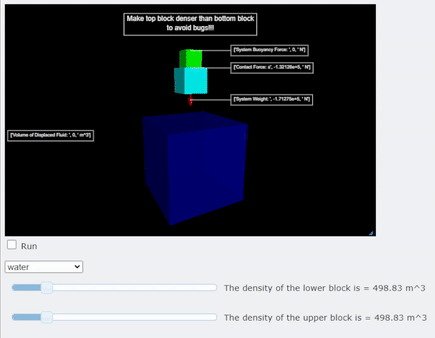 Make top block denser than bottom block
to avoid bugs!!!
['System Buoyancy Force: ', 0, ' N']
['Contact Force: a', -1.32126e+5, ' N']
['System Weight: ', -1.71275e+5, ' N']
['Volume of Displaced Fluid: ', 0, ' m^3']
Run
water
The density of the lower block is = 498.83 m^3
The density of the upper block is = 498.83 m^3